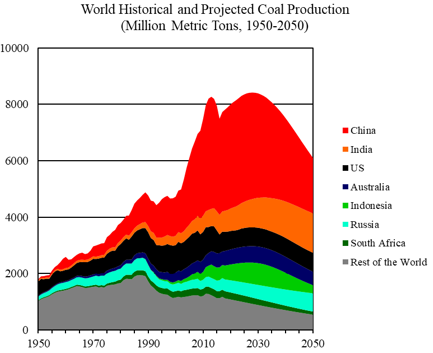 World Historical and Projected Coal Production
(Million Metric Tons, 1950-2050)
10000
8000
6000
4000
2000
0
1950
1970
1990
2010
2030
2050
China
India
US
Australia
Indonesia
Russia
South Africa
Rest of the World